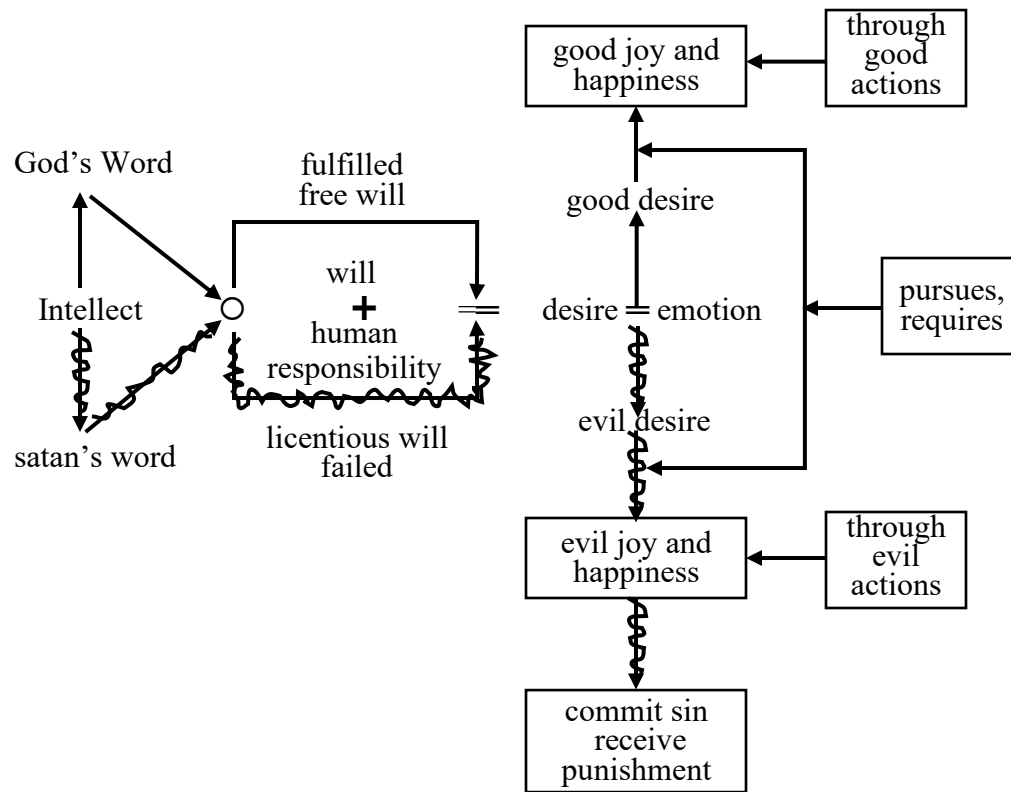 good joy and
happiness
through
good
actions
God’s Word
fulfilled
free will
good desire
Intellect
will
+
human
responsibility
==
desire = emotion
pursues,
requires
evil desire
satan’s word
licentious will
failed
evil joy and
happiness
through
evil
actions
commit sin
receive
punishment